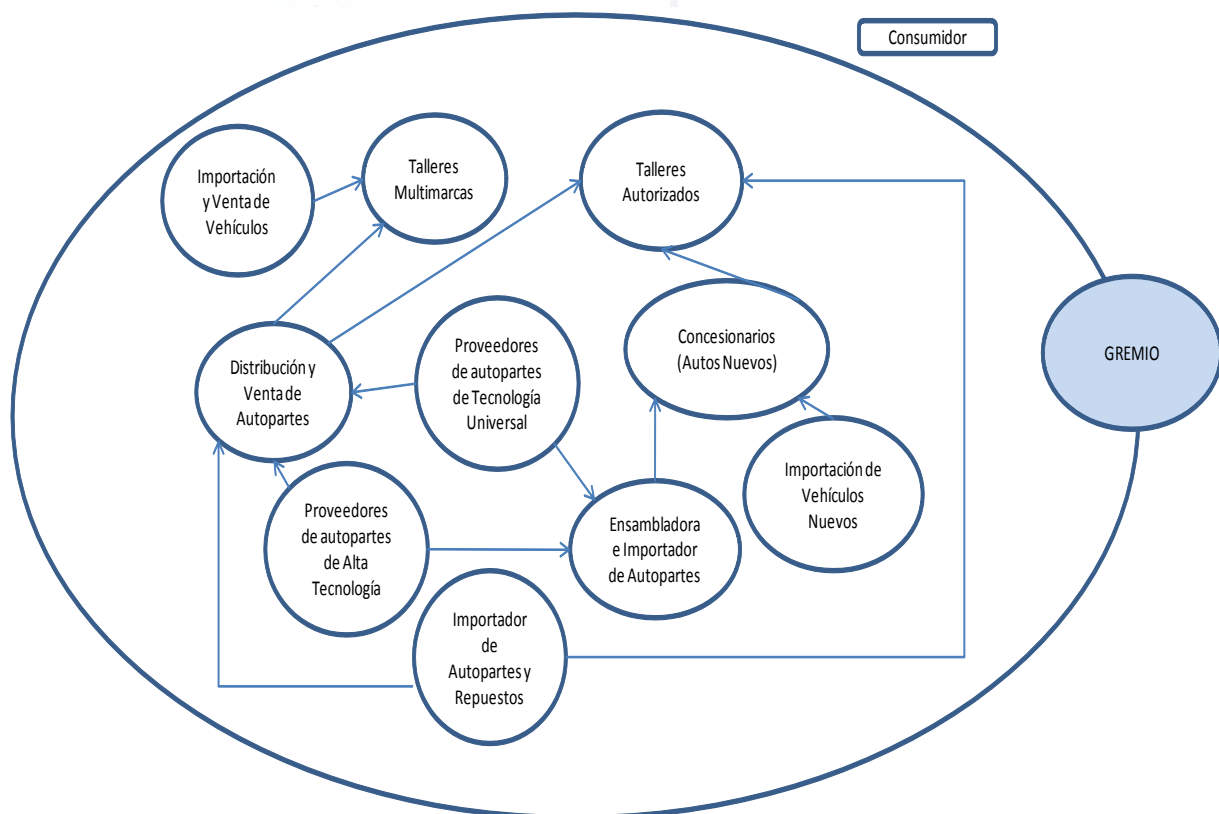 Consumidor
Importación
y Venta de
Vehículos
Talleres
Multimarcas
Talleres
Autorizados
Distribución y
Venta de
Autopartes
Proveedores
de autopartes
de Tecnología
Universal
Concesionarios
(Autos Nuevos)
GREMIO
Proveedores
de autopartes
de Alta
Tecnología
Ensambladora
e Importador
de Autopartes
Importación de
Vehículos
Nuevos
Importador
de
Autopartes y
Repuestos